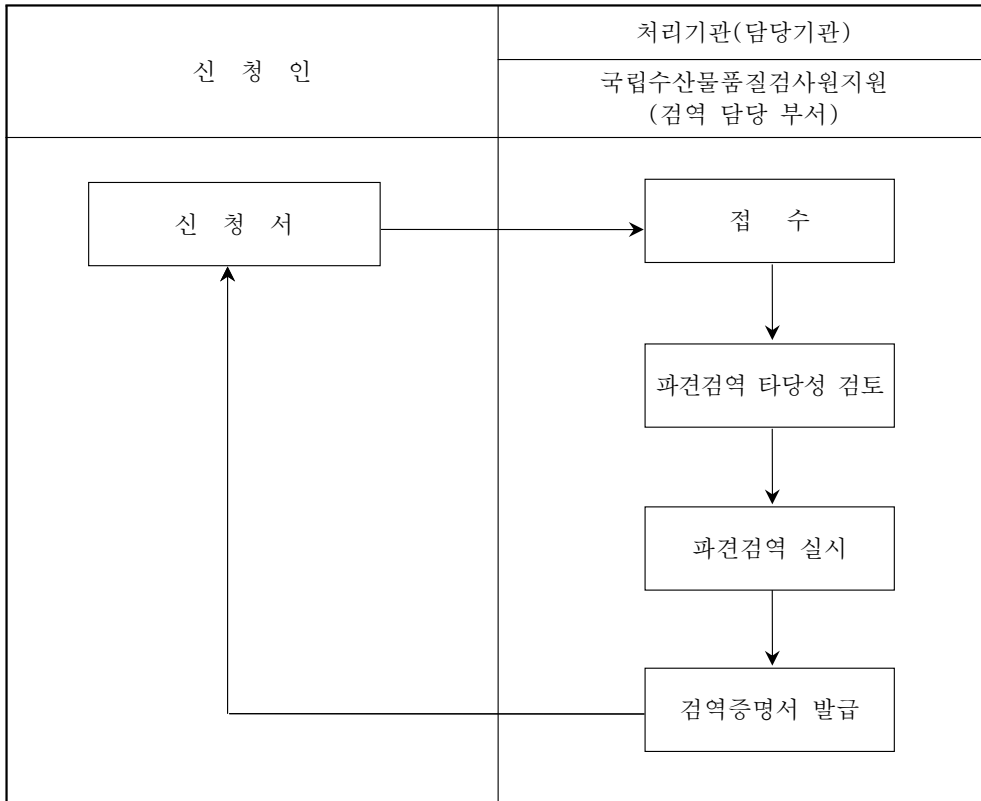 신 청 인
처리기관(담당기관)
국립수산물품질검사원지원
(검역 담당 부서)
신 청 서
접 수
파견검역 타당성 검토
파견검역 실시
검역증명서 발급